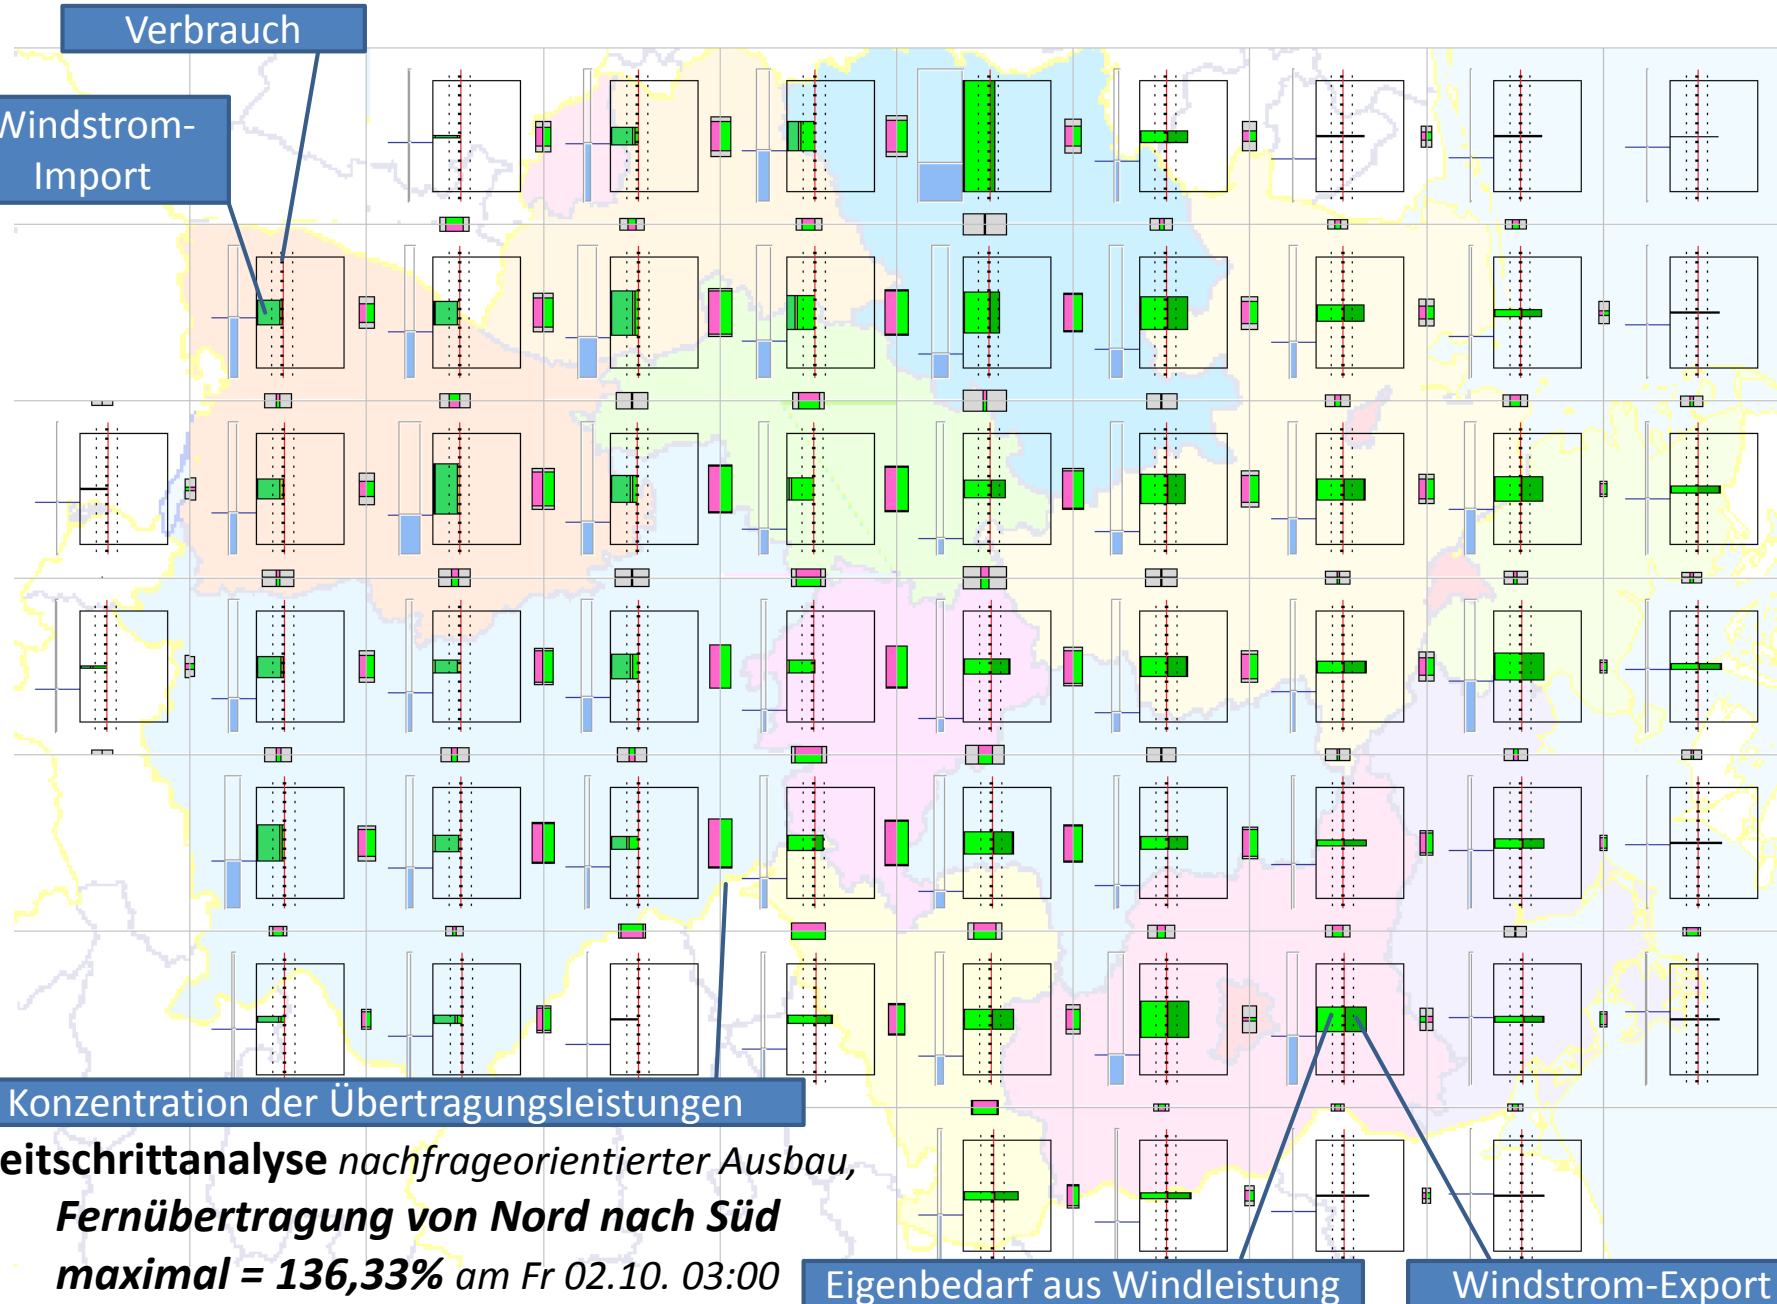 Verbrauch
Windstrom-
Import
Konzentration der Übertragungsleistungen
eitschrittanalyse nachfrageorientierter Ausbau,
Fernübertragung von Nord nach Süd
maximal = 136,33% am Fr 02.10. 03:00
Eigenbedarf aus Windleistung
Windstrom-Export